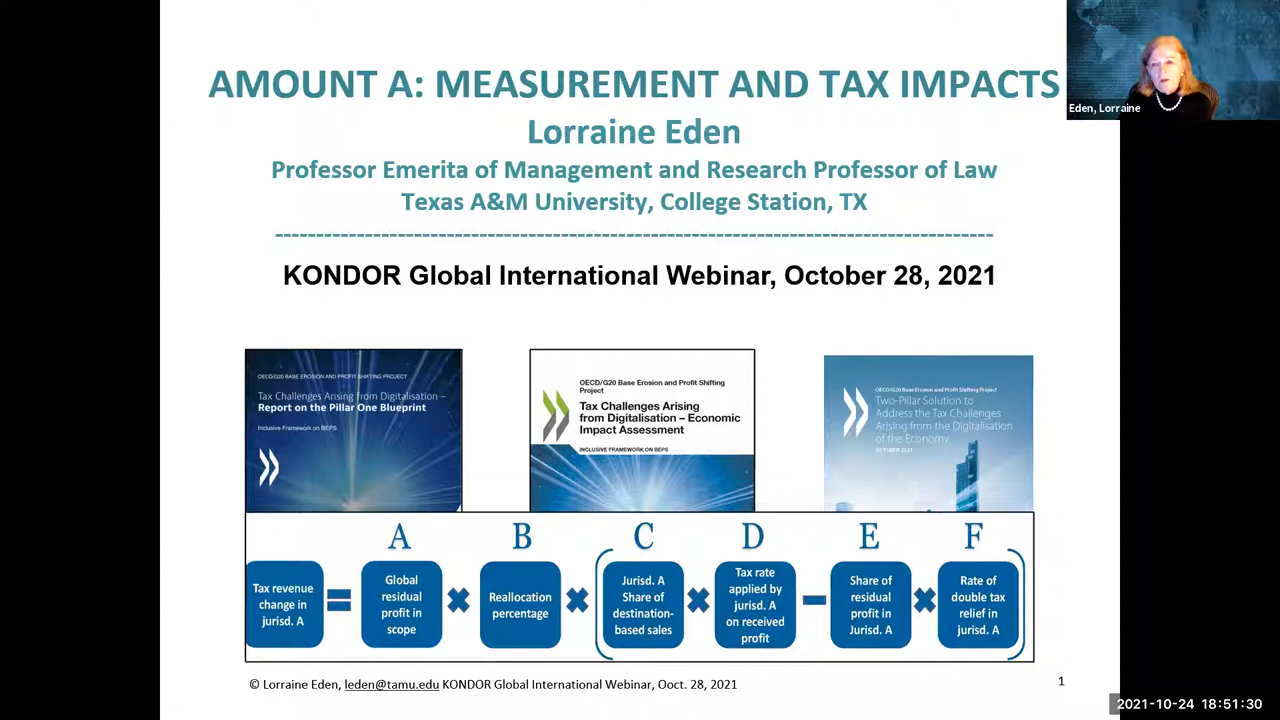 AMOUNT A: MEASUREMENT AND TAX IMPACTS
Lorraine Eden
Professor Emerita of Management and Research Professor of Law
Texas A&M University, College Station, TX
--------------------------------------------------------------------------------
KONDOR Global International Webinar, October 28, 2021
Eden, Lorraine
OECD/G20 BASE EROSION AND PROFIT SHIFTING PROJECT
Tax Challenges Arising from Digitalisation –
Report on the Pillar One Blueprint
Inclusive Framework on BEPS
OECD/G20 Base Erosion and Profit Shifting
Project
Tax Challenges Arising
from Digitalisation – Economic
Impact Assessment
INCLUSIVE FRAMEWORK ON BEPS
OECD/G20 Base Erosion and Profit Shifting Project
Two-Pillar Solution to
Address the Tax Challenges
Arising from the Digitalisation
of the Economy
OCTOBER 2021
A B C D E F
Tax revenue
change in
jurisd. A
=
Global
residual
profit in
scope
×
Reallocation
percentage
×
(
Jurisd. A
Share of
destination-
based sales
×
Tax rate
applied by
jurisd. A
on received
profit
−
Share of
residual
profit in
Jurisd. A
×
Rate of
double tax
relief in
jurisd. A
)
© Lorraine Eden, leden@tamu.edu KONDOR Global International Webinar, Ooct. 28, 2021
1
2021-10-24 18:51:30